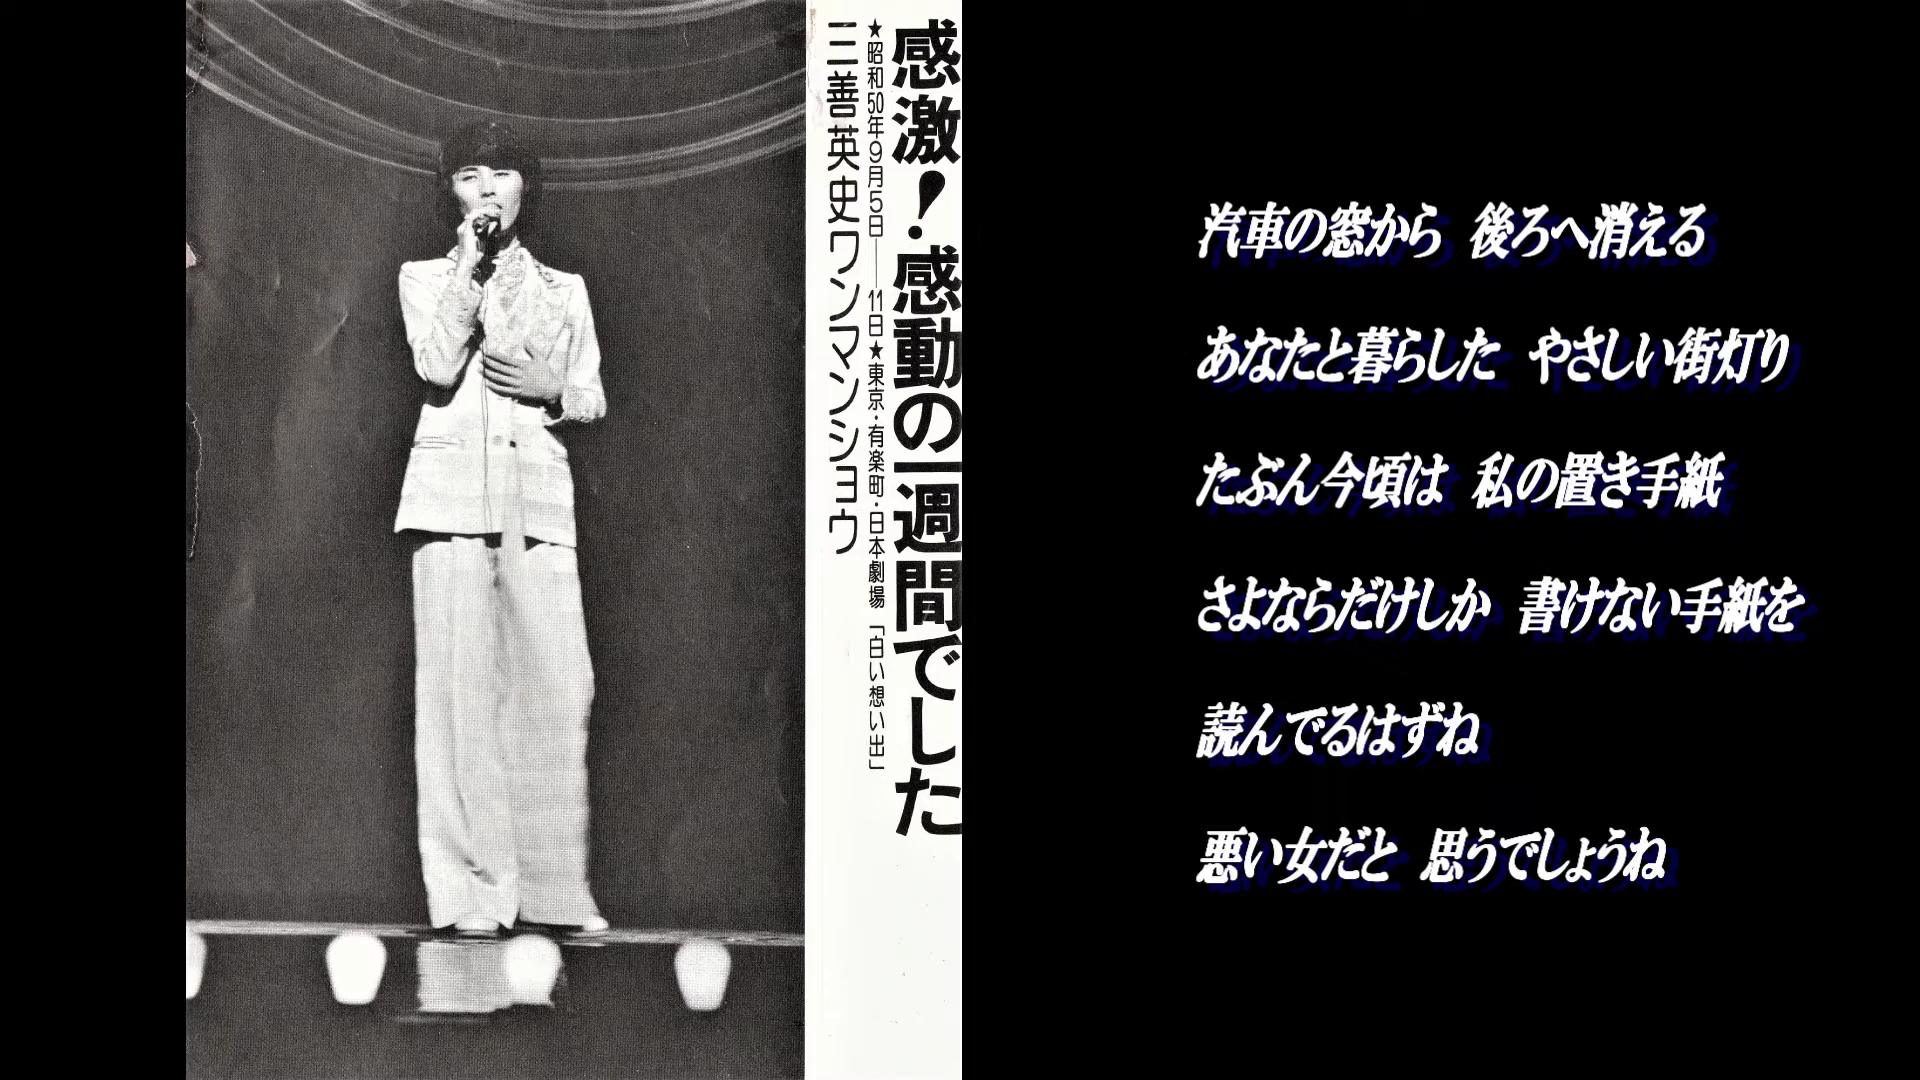 感激!感動の一週間でした
★昭和50年9月5日――11日★東京・有楽町・日本劇場「白い想い出」
三善英史ワンマンショウ
汽車の窓から 後ろへ消える
あなたと暮らした やさしい街灯り
たぶん今頃は 私の置き手紙
さよならだけしか 書けない手紙を
読んでるはずね
悪い女だと 思うでしょうね